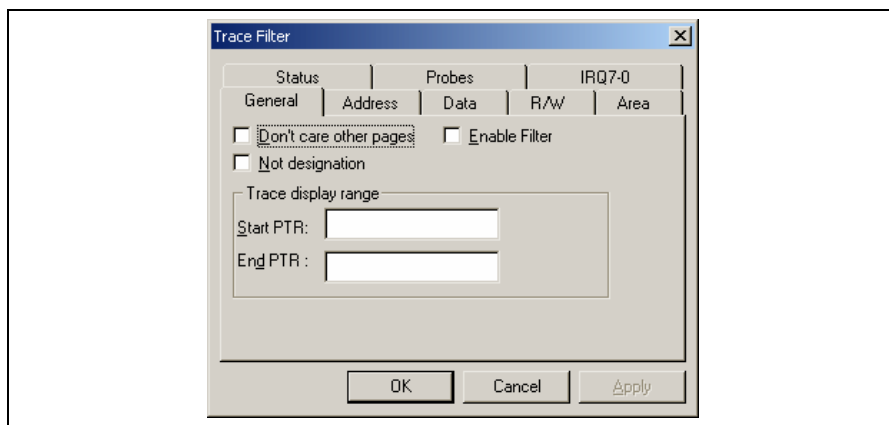 Trace Filter
Status Probes IRQ7-0
General Address Data R/W Area
Don't care other pages Enable Filter
Not designation
Trace display range
Start PTR:
End PTR :
OK Cancel Apply